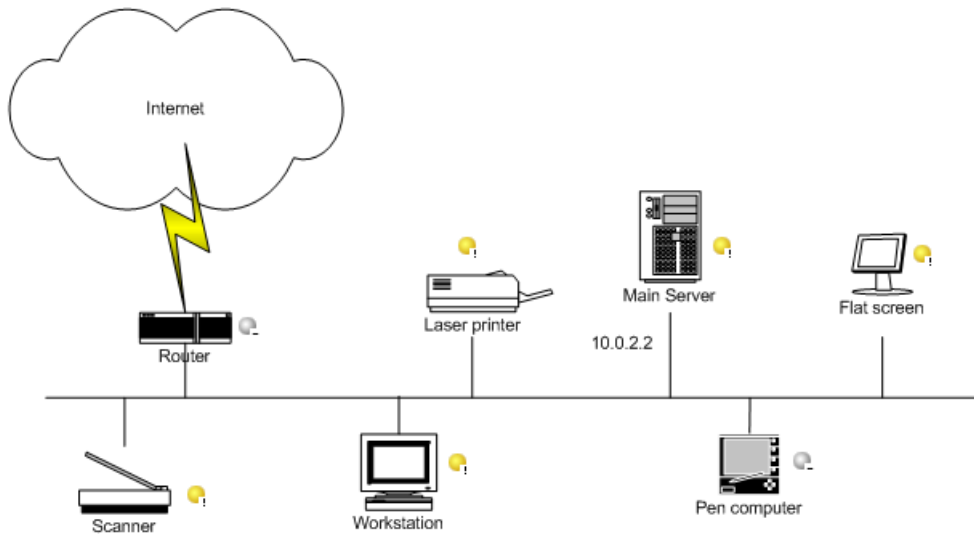 Internet
Main Server
Laser printer
Flat screen
10.0.2.2
Router
Scanner
Workstation
Pen computer